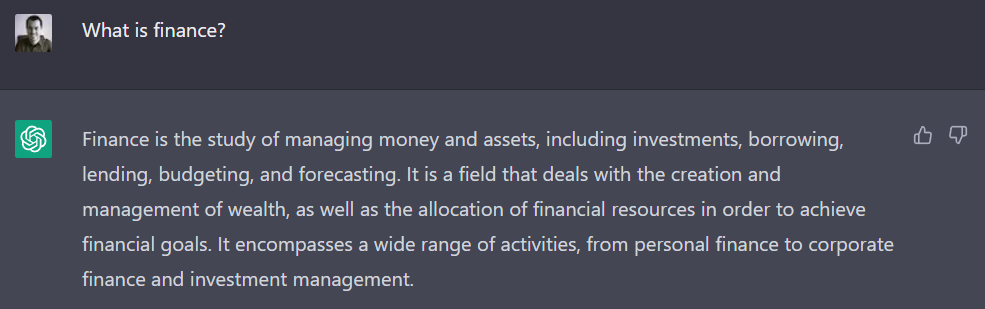 What is finance?
Finance is the study of managing money and assets, including investments, borrowing,
lending, budgeting, and forecasting. It is a field that deals with the creation and
management of wealth, as well as the allocation of financial resources in order to achieve
financial goals. It encompasses a wide range of activities, from personal finance to corporate
finance and investment management.